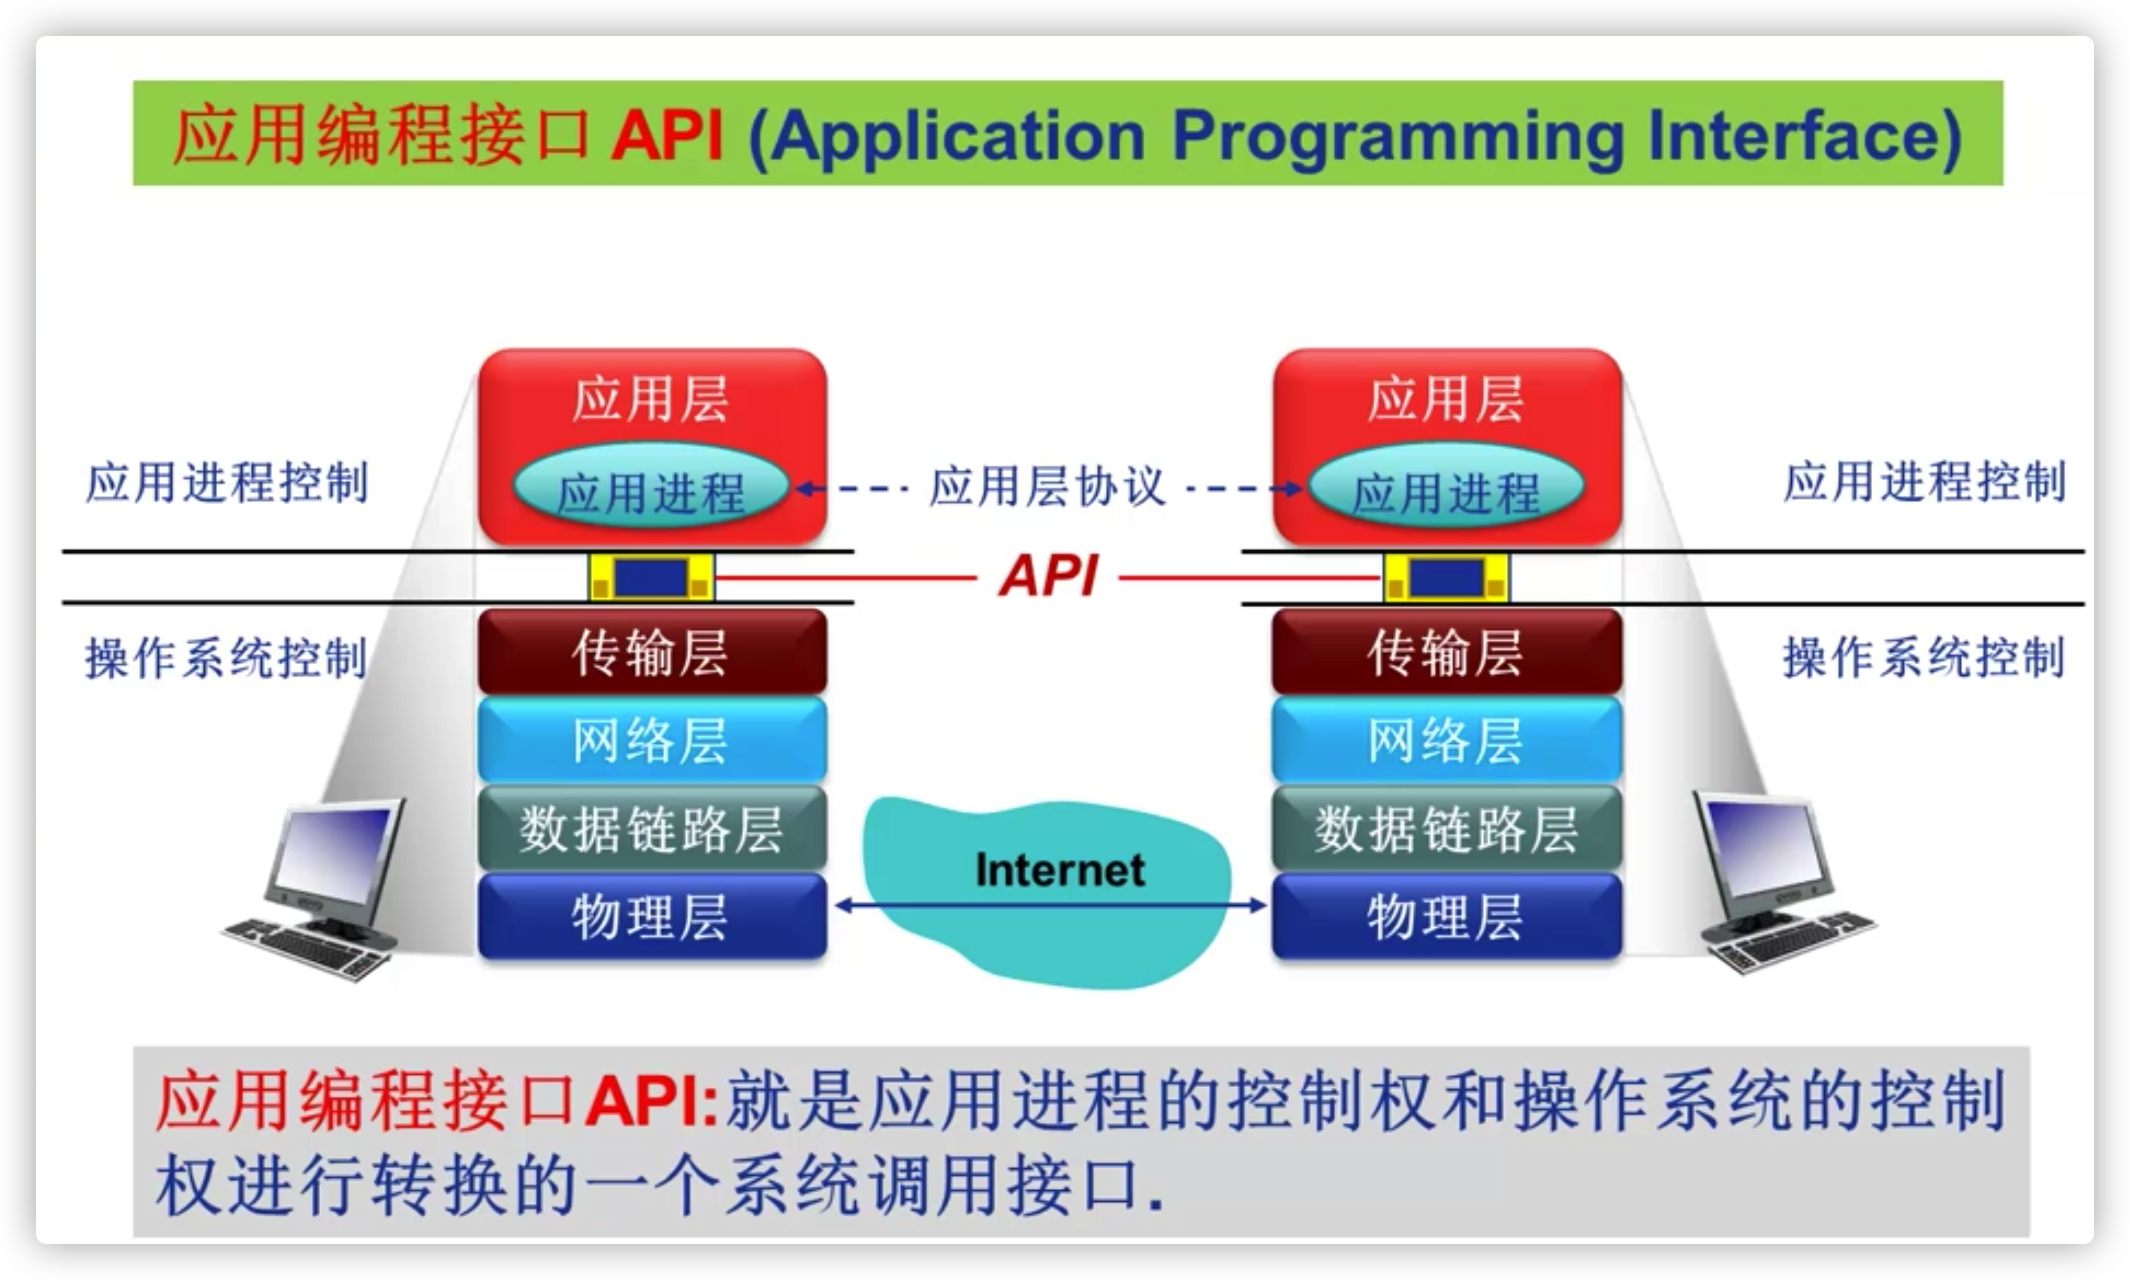 应用编程接口 API (Application Programming Interface)
应用层
应用层
应用进程控制
应用进程
应用层协议
应用进程
应用进程控制
API
操作系统控制
传输层
传输层
操作系统控制
网络层
网络层
数据链路层
数据链路层
Internet
物理层
物理层
应用编程接口API:就是应用进程的控制权和操作系统的控制
权进行转换的一个系统调用接口.